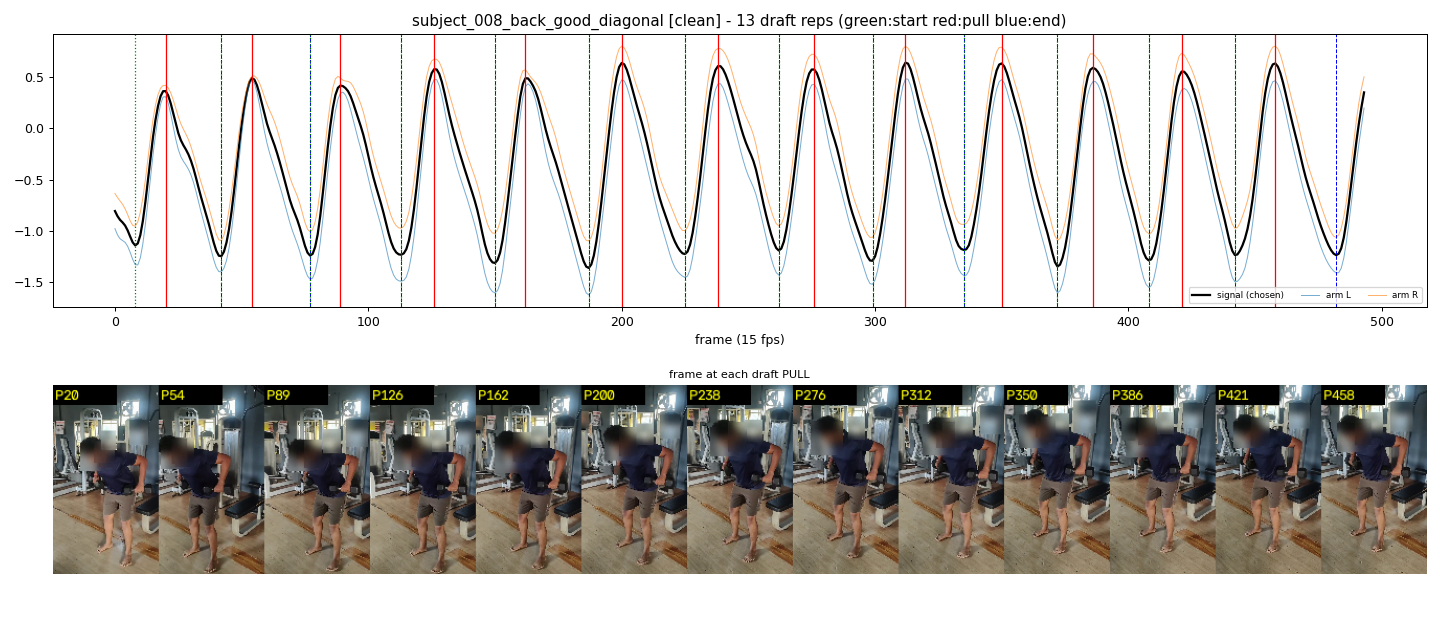 subject_008_back_good_diagonal [clean] - 13 draft reps (green:start red:pull blue:end)
0.5
0.0
−0.5
−1.0
−1.5
signal (chosen) arm L arm R
0 100 200 300 400 500
frame (15 fps)
frame at each draft PULL
P20 P54 P89 P126 P162 P200 P238 P276 P312 P350 P386 P421 P458